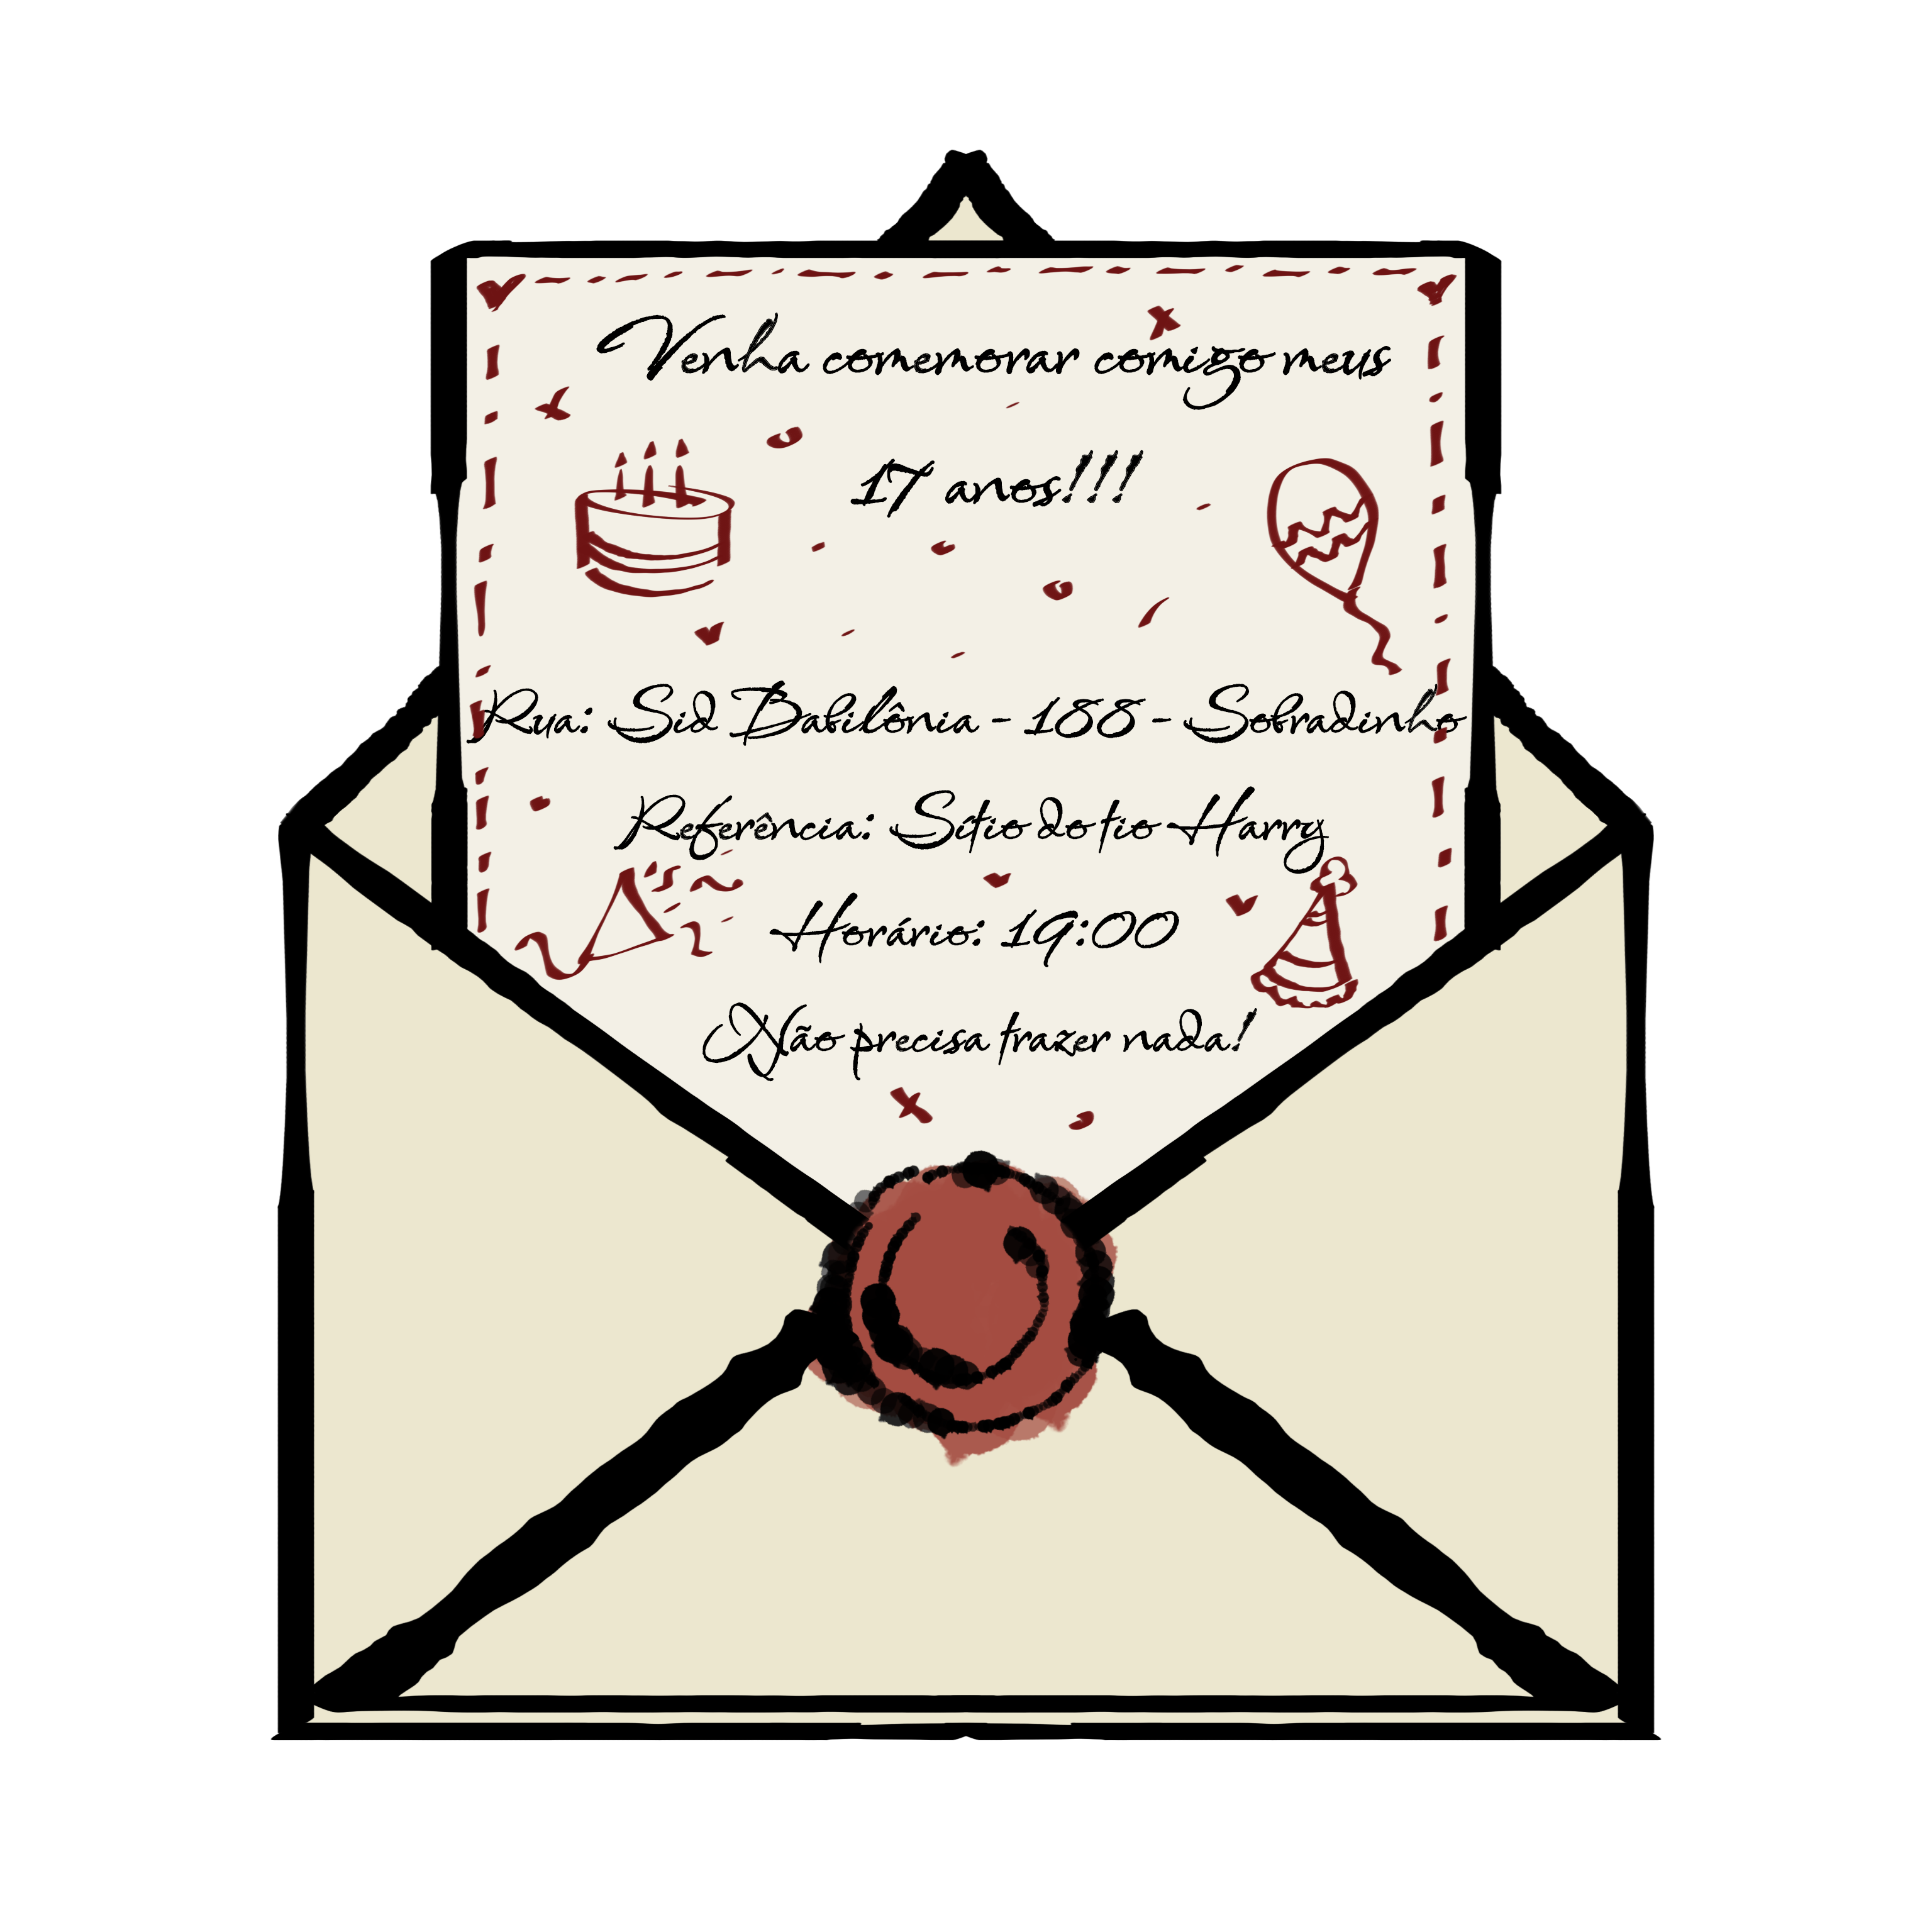 Venha comemorar comigo meus
17 anos!!!
Rua: Sid Babilônia - 188 - Sobradinho
Referência: Sítio do tio Harry
Horário: 19:00
Não precisa trazer nada!